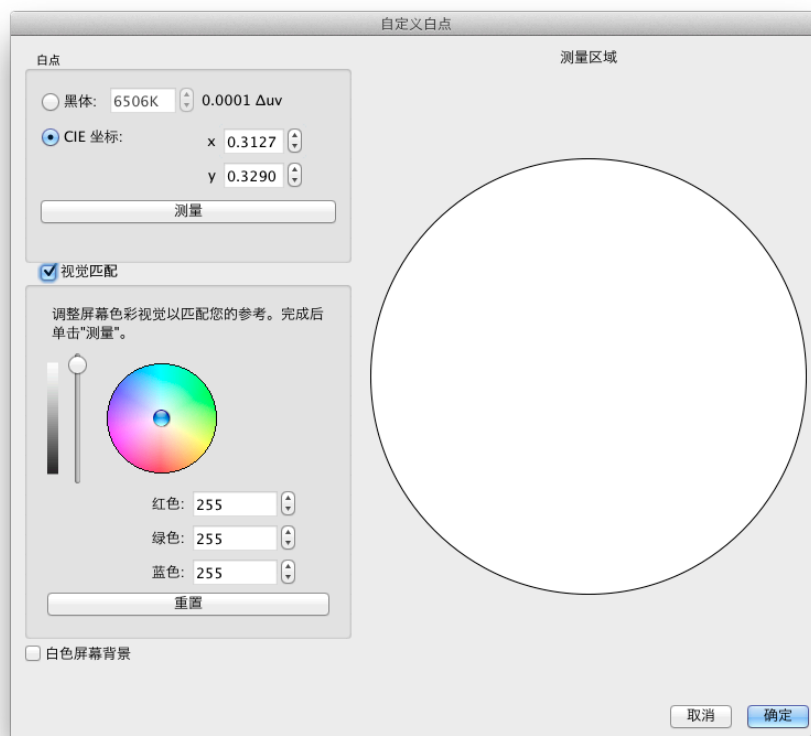 自定义白点
白点
测量区域
黑体: 6506K 0.0001 Δuv
CIE 坐标: x 0.3127
y 0.3290
测量
视觉匹配
调整屏幕色彩视觉以匹配您的参考。完成后
单击"测量"。
红色: 255
绿色: 255
蓝色: 255
重置
白色屏幕背景
取消 确定